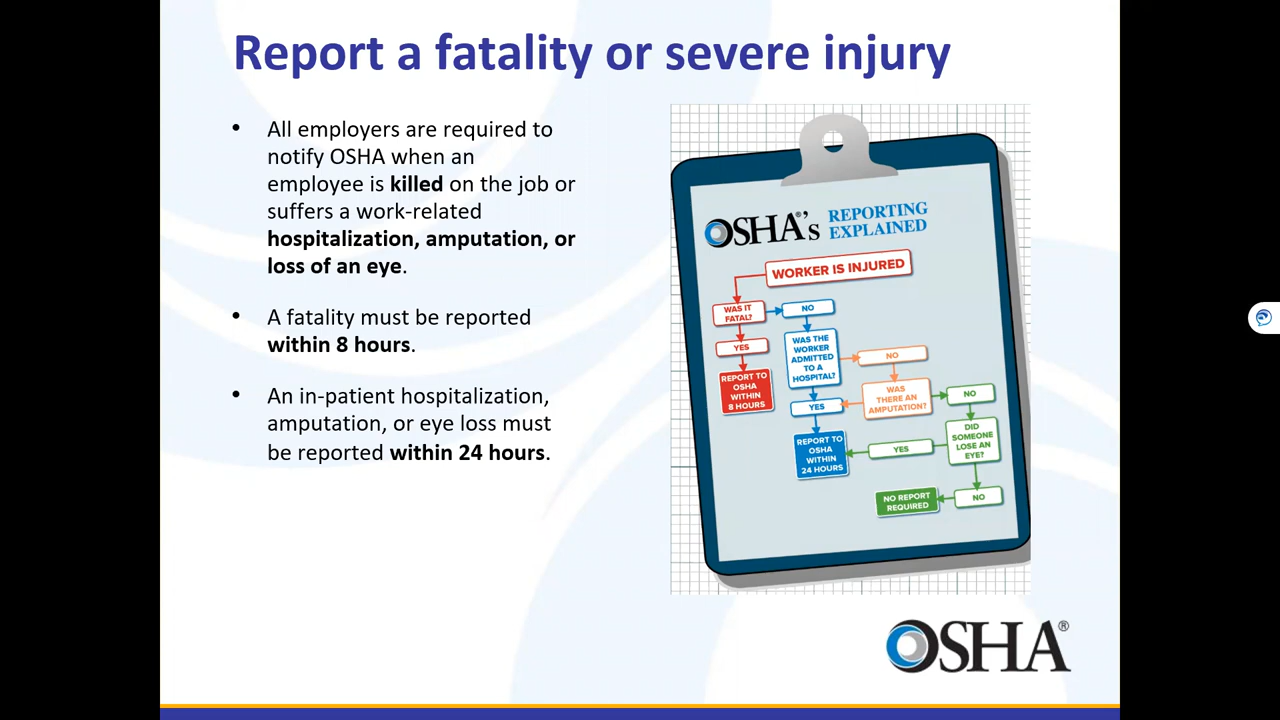 Report a fatality or severe injury
• All employers are required to
notify OSHA when an
employee is killed on the job or
suffers a work-related
hospitalization, amputation, or
loss of an eye.
• A fatality must be reported
within 8 hours.
• An in-patient hospitalization,
amputation, or eye loss must
be reported within 24 hours.
OSHA®'s REPORTING
EXPLAINED
WORKER IS INJURED
WAS IT
FATAL?
NO
YES
REPORT TO
OSHA
WITHIN
8 HOURS
WAS THE
WORKER
ADMITTED
TO A
HOSPITAL?
NO
YES
WAS
THERE AN
AMPUTATION?
NO
REPORT TO
OSHA
WITHIN
24 HOURS
YES
DID
SOMEONE
LOSE AN
EYE?
NO REPORT
REQUIRED
NO
OSHA®